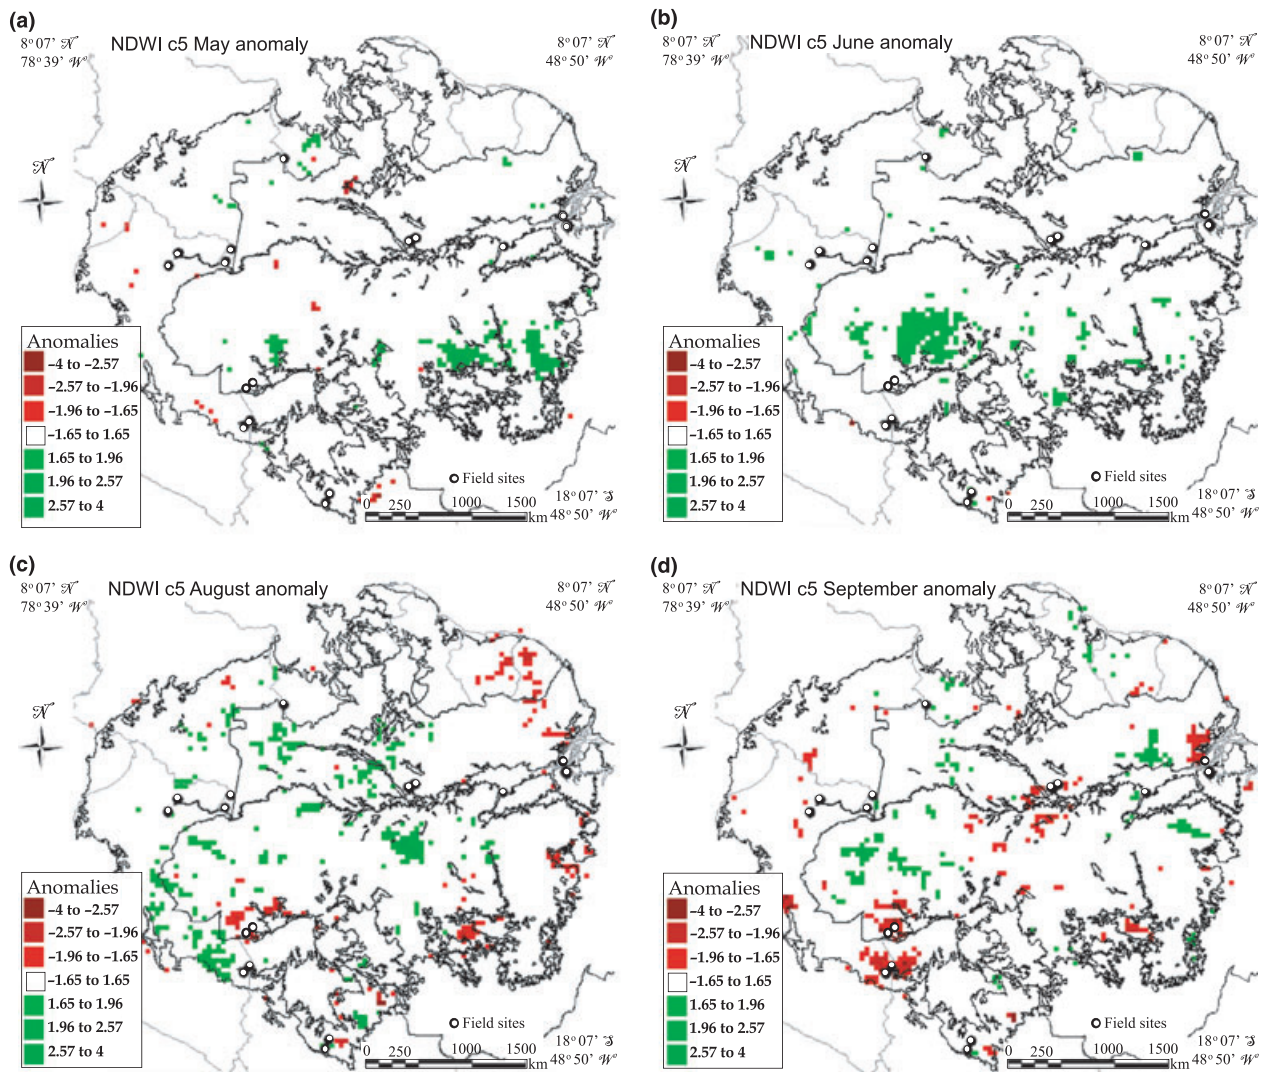 (a)
NDWI c5 May anomaly
8° 07' N
78° 39' W
8° 07' N
48° 50' W
N
Anomalies
-4 to -2.57
-2.57 to -1.96
-1.96 to -1.65
-1.65 to 1.65
1.65 to 1.96
1.96 to 2.57
2.57 to 4
Field sites
18° 07' S
48° 50' W
0 250 1000 1500
km
(b)
NDWI c5 June anomaly
8° 07' N
78° 39' W
8° 07' N
48° 50' W
N
Anomalies
-4 to -2.57
-2.57 to -1.96
-1.96 to -1.65
-1.65 to 1.65
1.65 to 1.96
1.96 to 2.57
2.57 to 4
Field sites
18° 07' S
48° 50' W
0 250 1000 1500
km
(c)
NDWI c5 August anomaly
8° 07' N
78° 39' W
8° 07' N
48° 50' W
N
Anomalies
-4 to -2.57
-2.57 to -1.96
-1.96 to -1.65
-1.65 to 1.65
1.65 to 1.96
1.96 to 2.57
2.57 to 4
Field sites
18° 07' S
48° 50' W
0 250 1000 1500
km
(d)
NDWI c5 September anomaly
8° 07' N
78° 39' W
8° 07' N
48° 50' W
N
Anomalies
-4 to -2.57
-2.57 to -1.96
-1.96 to -1.65
-1.65 to 1.65
1.65 to 1.96
1.96 to 2.57
2.57 to 4
Field sites
18° 07' S
48° 50' W
0 250 1000 1500
km